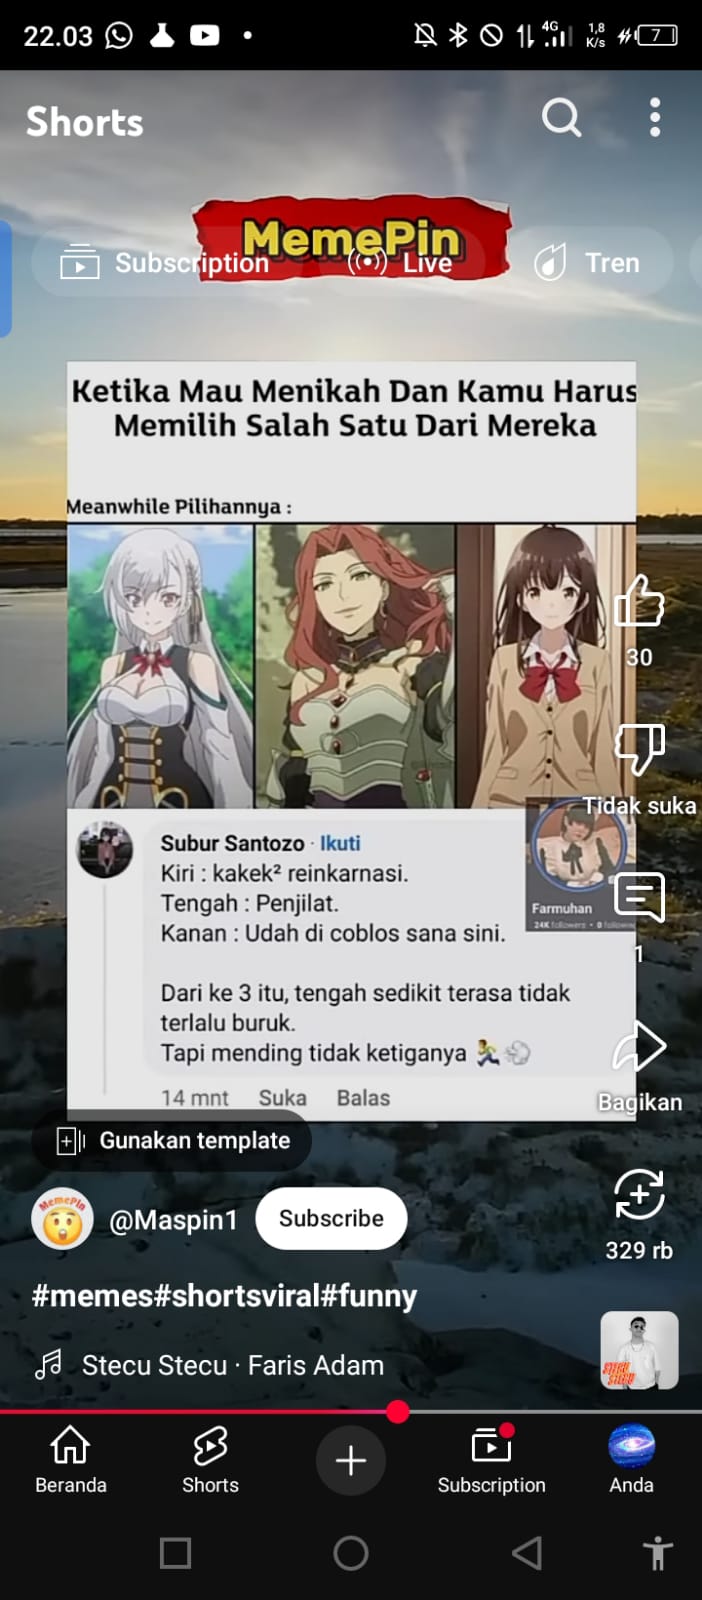 22.03
4G
1,8
K/s
7
Shorts
MemePin
Subscription
Live
Tren
Ketika Mau Menikah Dan Kamu Harus
Memilih Salah Satu Dari Mereka
Meanwhile Pilihannya :
30
Tidak suka
Subur Santozo · Ikuti
Kiri : kakek² reinkarnasi.
Tengah : Penjilat.
Kanan : Udah di coblos sana sini.
Farmuhan
24K followers • 0
1
Dari ke 3 itu, tengah sedikit terasa tidak
terlalu buruk.
Tapi mending tidak ketiganya 🏃💨
14 mnt Suka Balas
Bagikan
Gunakan template
MemePin
@Maspin1
Subscribe
329 rb
#memes#shortsviral#funny
Stecu Stecu · Faris Adam
STECU
STECU
Beranda
Shorts
Subscription
Anda